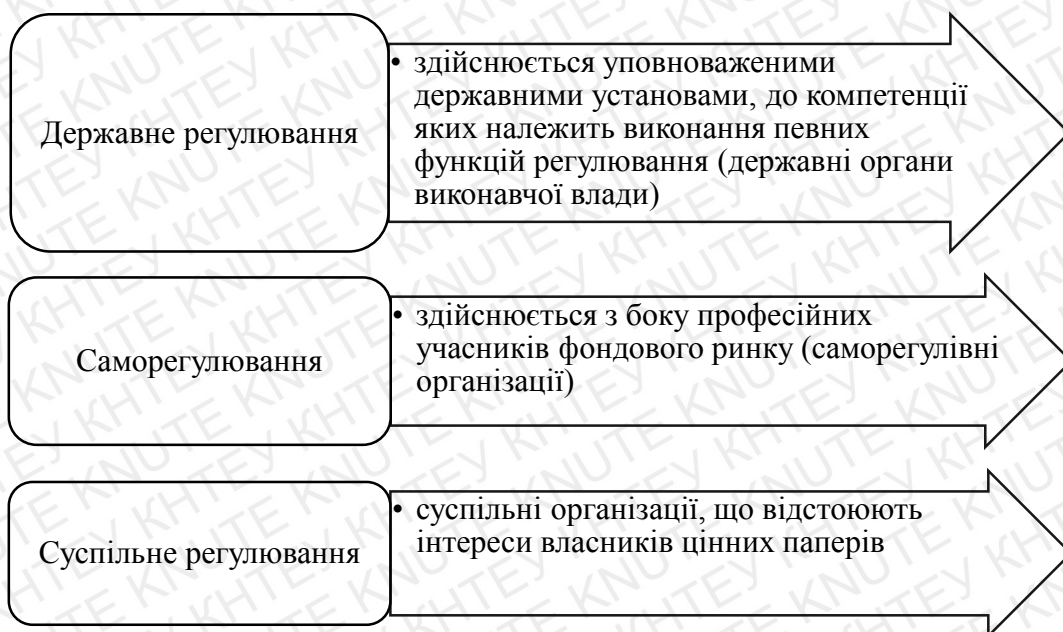 Державне регулювання
• здійснюється уповноваженими
державними установами, до компетенції
яких належить виконання певних
функцій регулювання (державні органи
виконавчої влади)
Саморегулювання
• здійснюється з боку професійних
учасників фондового ринку (саморегулівні
організації)
Суспільне регулювання
• суспільні організації, що відстоюють
інтереси власників цінних паперів